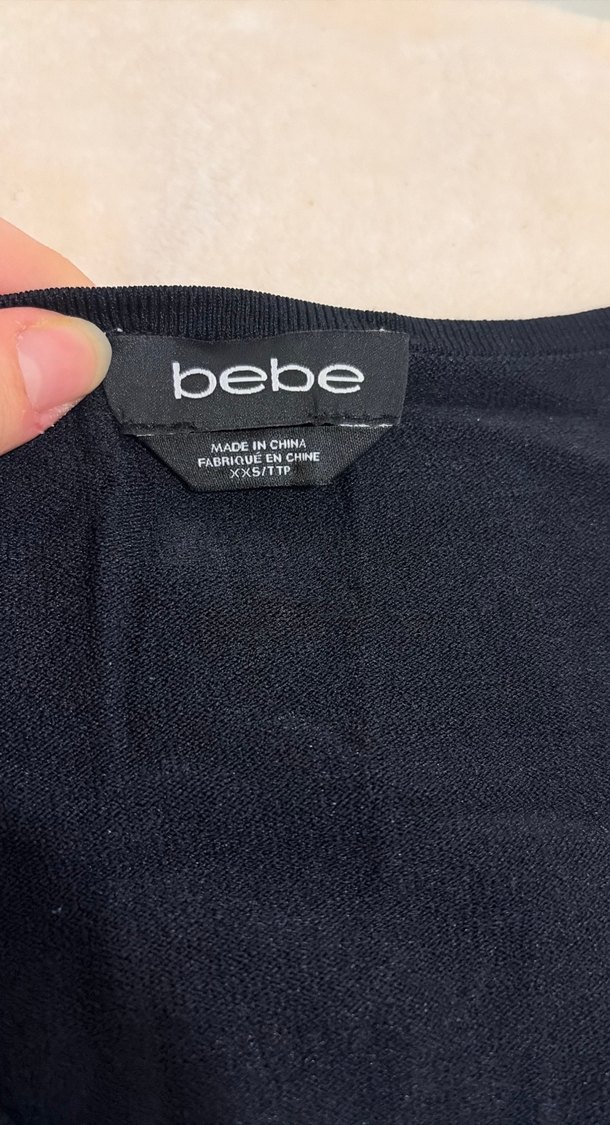 bebe
MADE IN CHINA
FABRIQUÉ EN CHINE
XXS/TTP